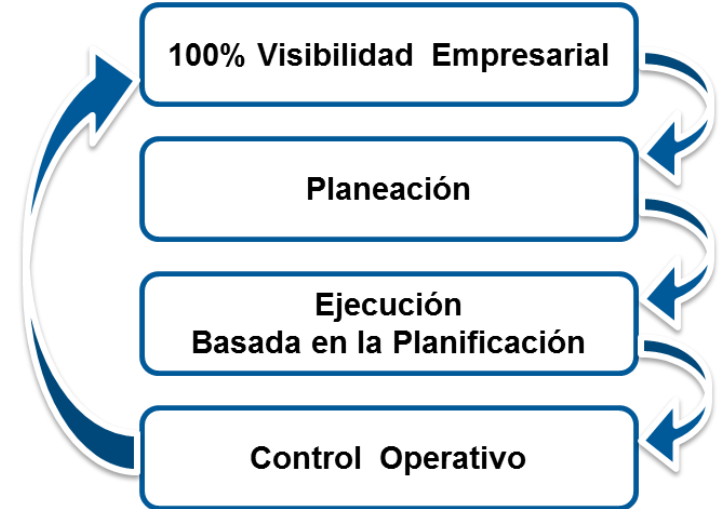 100% Visibilidad Empresarial
Planeación
Ejecución
Basada en la Planificación
Control Operativo